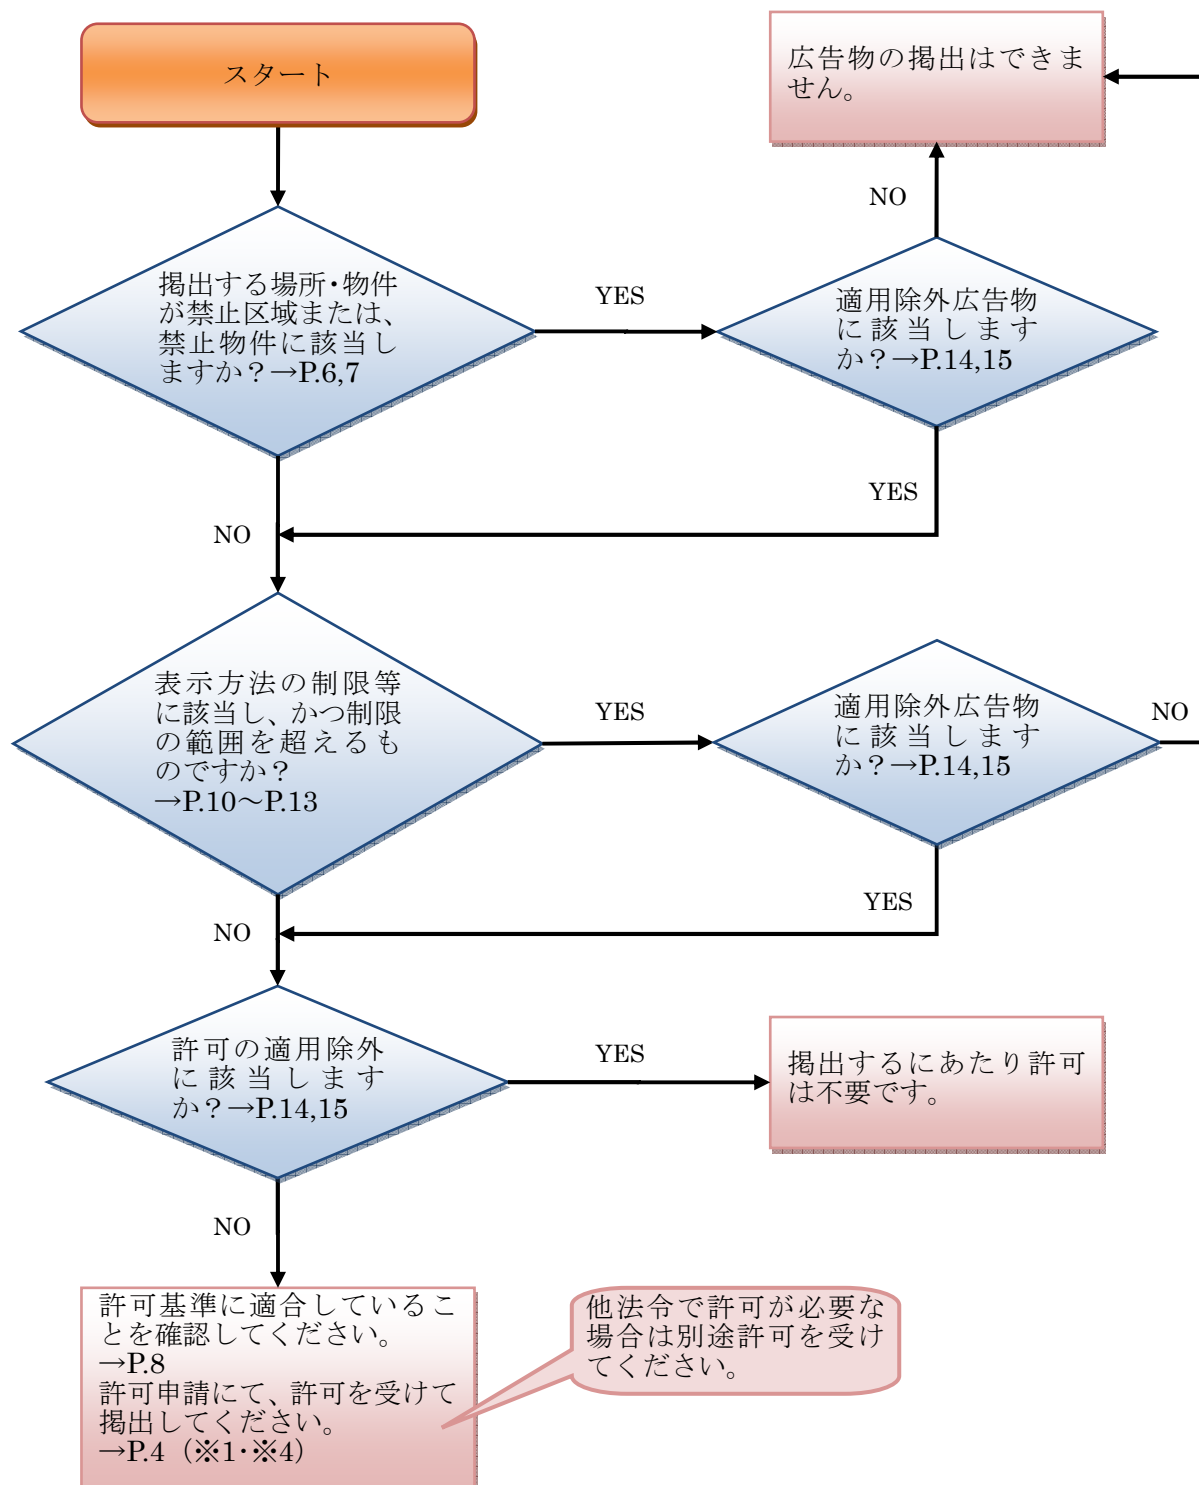 スタート
広告物の掲出はできま
せん。
NO
掲出する場所・物件
が禁止区域または、
禁止物件に該当し
ますか？→P.6,7
YES
適用除外広告物
に該当します
か？→P.14,15
YES
NO
表示方法の制限等
に該当し、かつ制限
の範囲を超えるも
のですか？
→P.10～P.13
YES
適用除外広告物
に該当します
か？→P.14,15
NO
YES
NO
許可の適用除外
に該当します
か？→P.14,15
YES
掲出するにあたり許可
は不要です。
NO
許可基準に適合しているこ
とを確認してください。
→P.8
許可申請にて、許可を受けて
掲出してください。
→P.4（※1・※4）
他法令で許可が必要な
場合は別途許可を受け
てください。